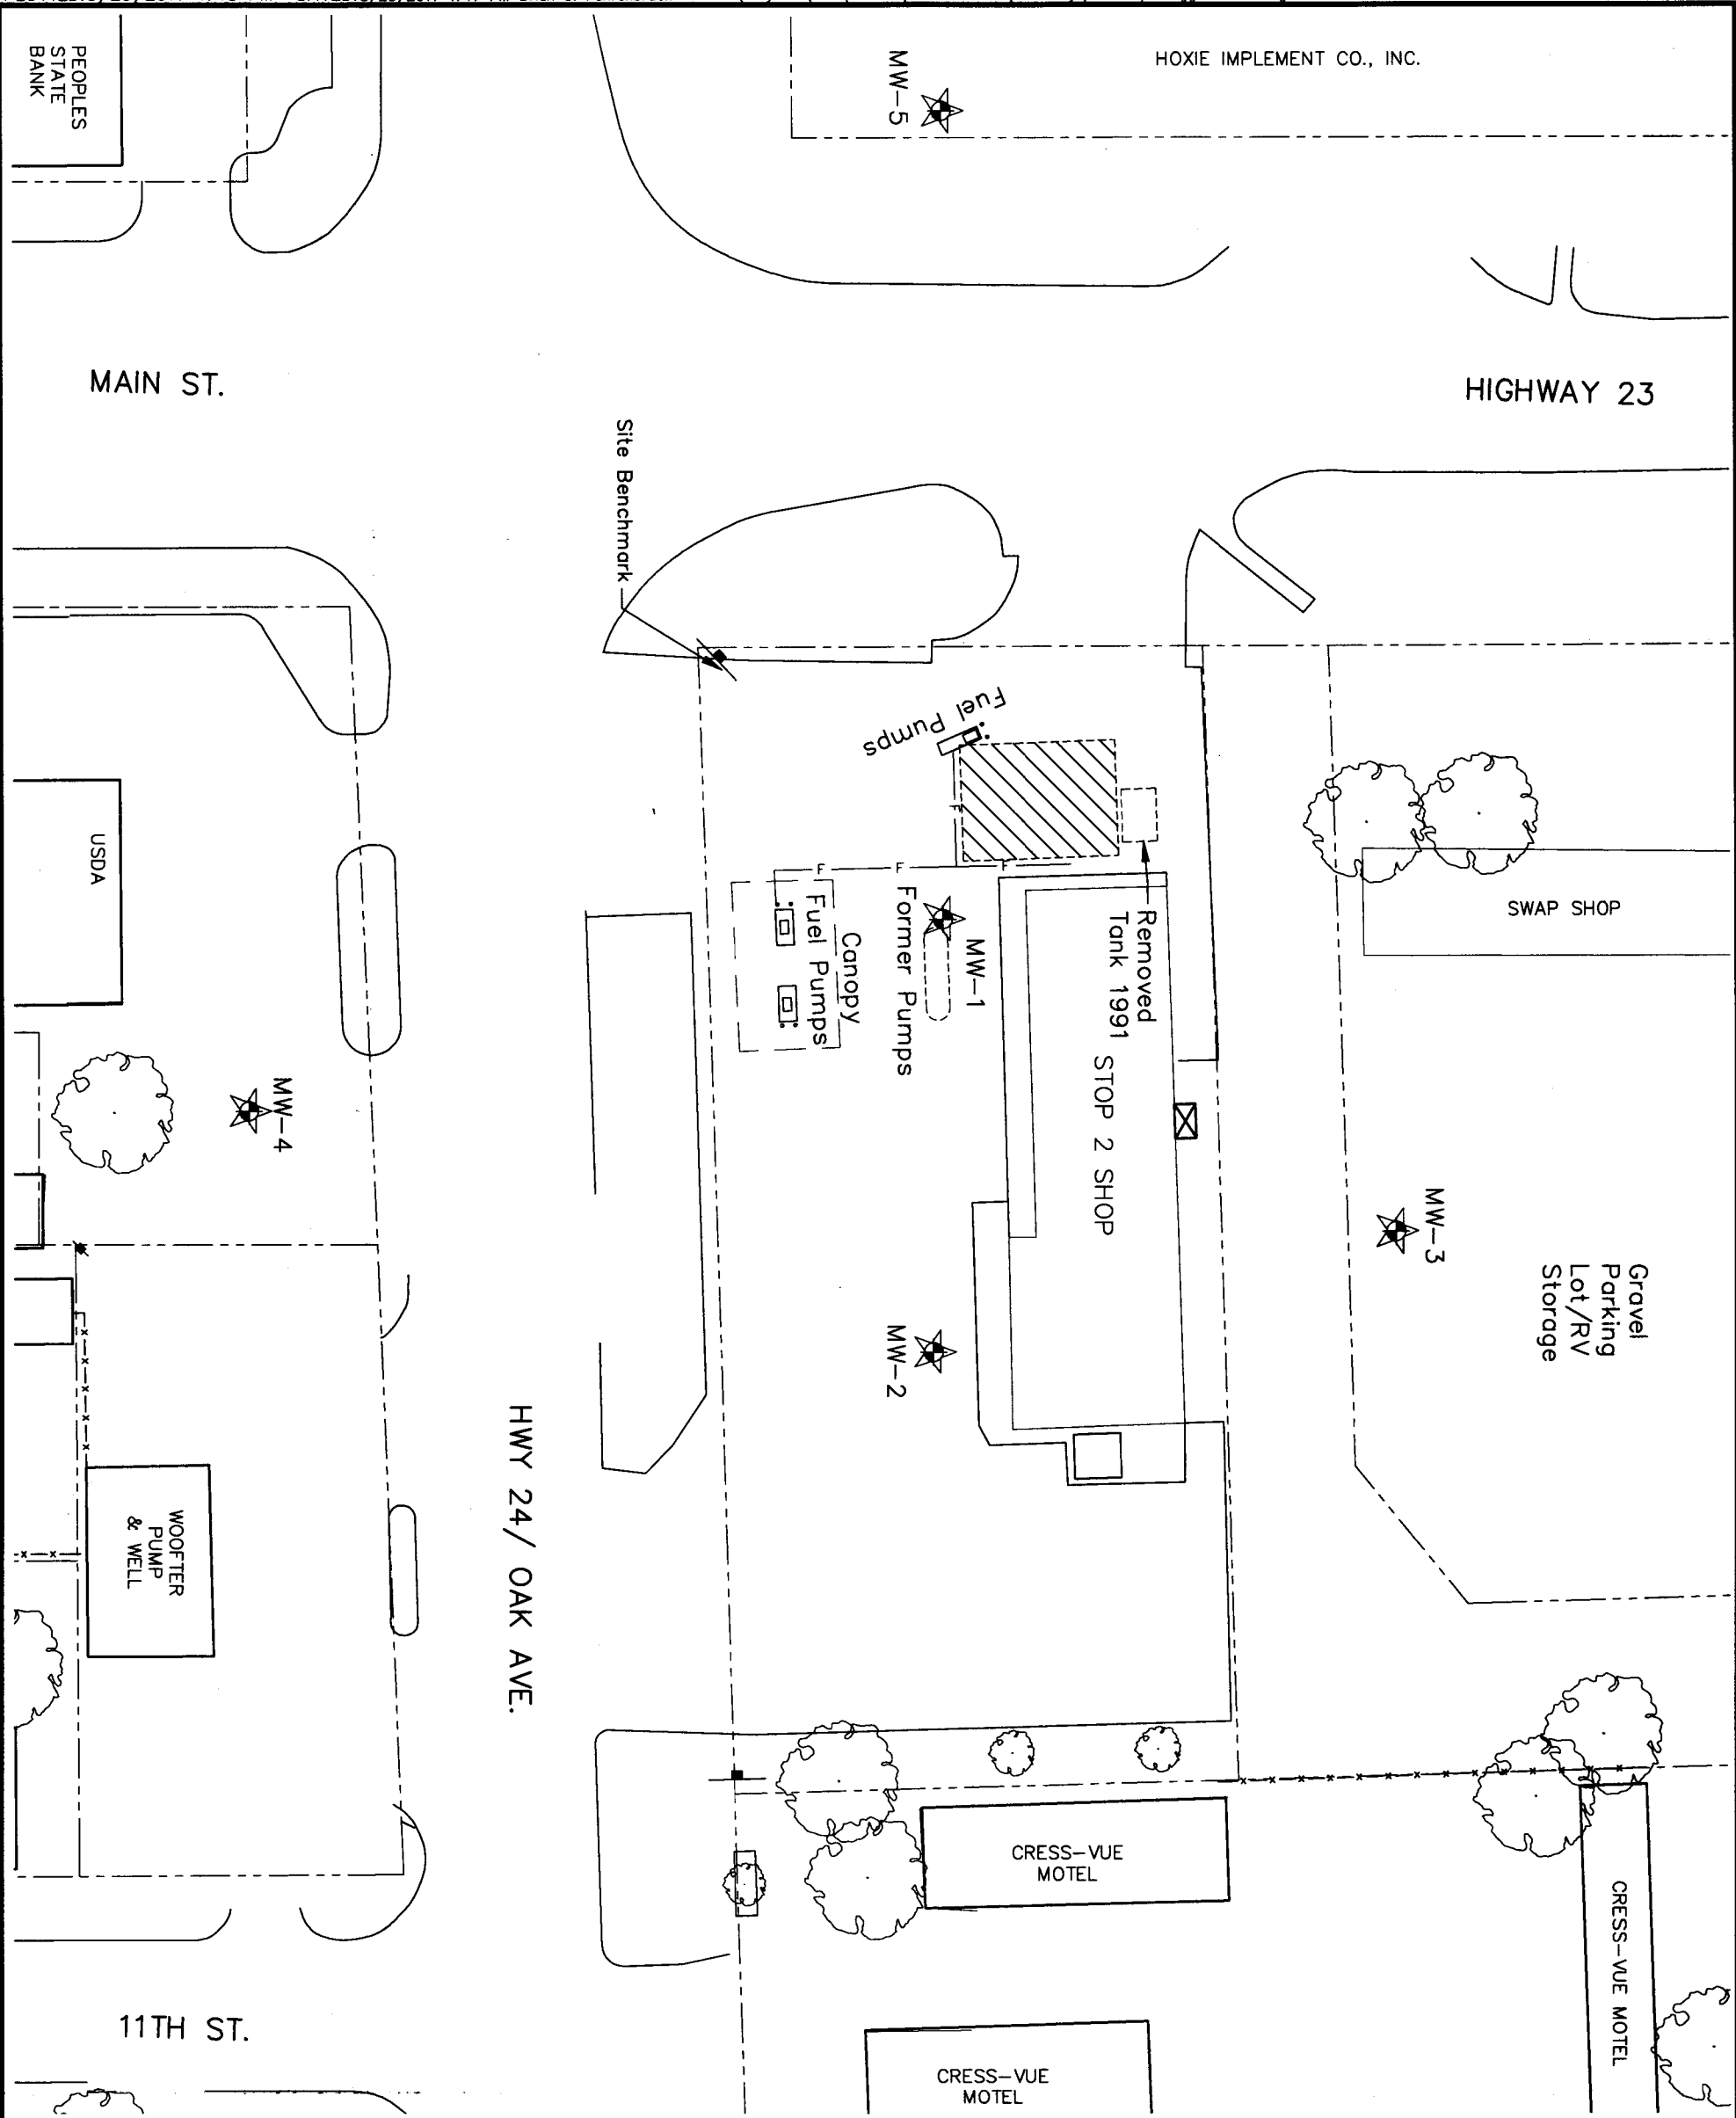 HOXIE IMPLEMENT CO., INC.
PEOPLES
STATE
BANK
MW-5
MAIN ST.
HIGHWAY 23
Site Benchmark
Fuel Pumps
F
F
F
F
Removed
Tank 1991
SWAP SHOP
USDA
Canopy
Fuel Pumps
Former Pumps
MW-1
STOP 2 SHOP
MW-4
MW-3
Gravel
Parking
Lot/RV
Storage
MW-2
HWY 24/ OAK AVE.
WOOFTER
PUMP
& WELL
CRESS-VUE
MOTEL
CRESS-VUE MOTEL
11TH ST.
CRESS-VUE
MOTEL